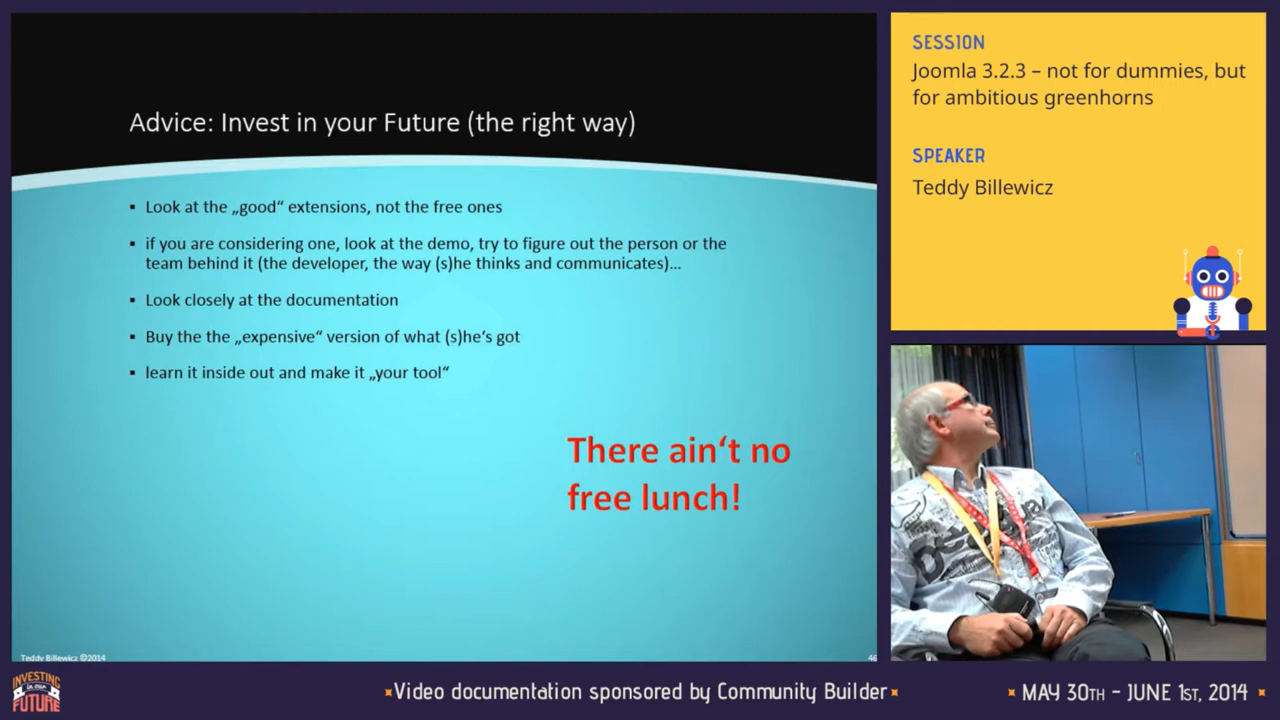 Advice: Invest in your Future (the right way)
▪ Look at the „good“ extensions, not the free ones
▪ if you are considering one, look at the demo, try to figure out the person or the
team behind it (the developer, the way (s)he thinks and communicates)...
▪ Look closely at the documentation
▪ Buy the the „expensive“ version of what (s)he‘s got
▪ learn it inside out and make it „your tool“
There ain‘t no
free lunch!
Teddy Billewicz ©2014
46
SESSION
Joomla 3.2.3 – not for dummies, but
for ambitious greenhorns
SPEAKER
Teddy Billewicz
INVESTING
IN OUR
FUTURE
Video documentation sponsored by Community Builder
MAY 30TH - JUNE 1ST, 2014